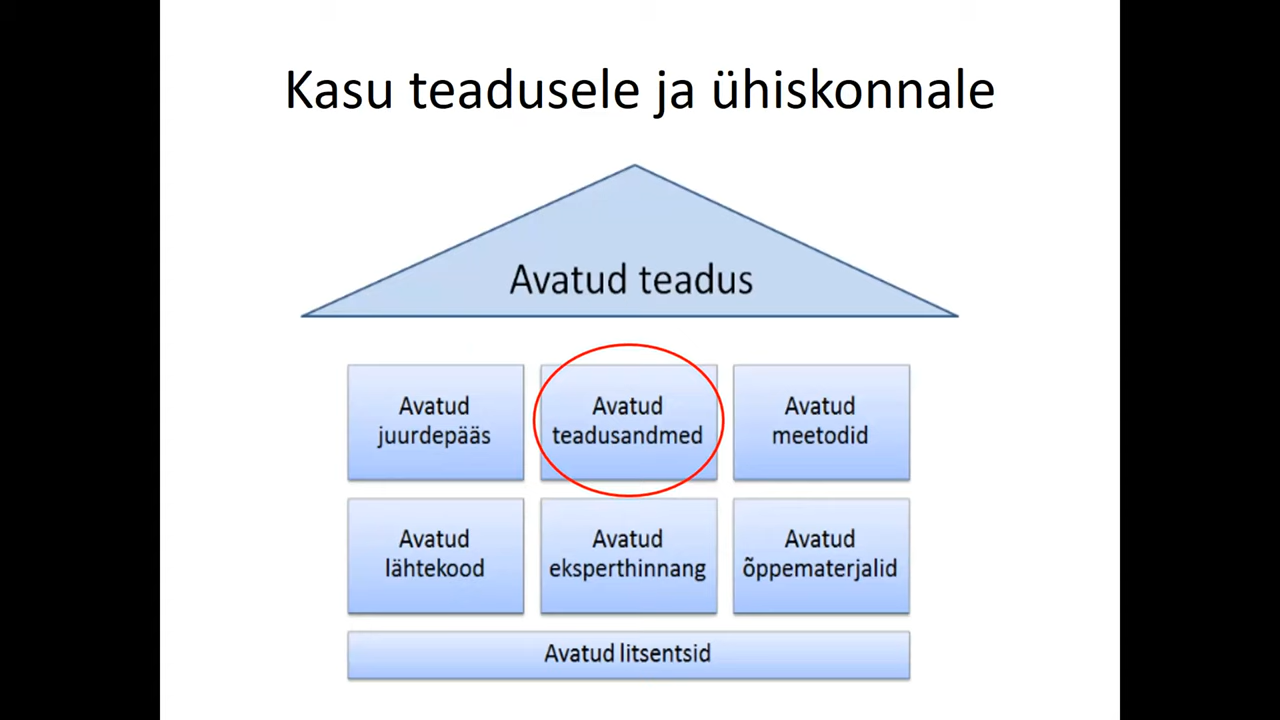 Kasu teadusele ja ühiskonnale
Avatud teadus
Avatud
juurdepääs
Avatud
teadusandmed
Avatud
meetodid
Avatud
lähtekood
Avatud
eksperthinnang
Avatud
õppematerjalid
Avatud litsentsid